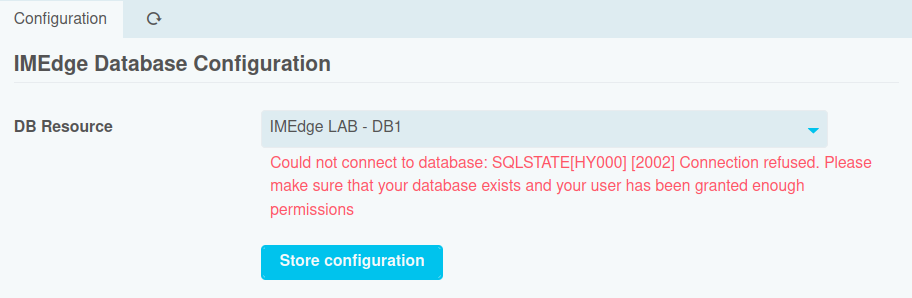 Configuration
IMEdge Database Configuration
DB Resource
IMEdge LAB - DB1
Could not connect to database: SQLSTATE[HY000] [2002] Connection refused. Please
make sure that your database exists and your user has been granted enough
permissions
Store configuration